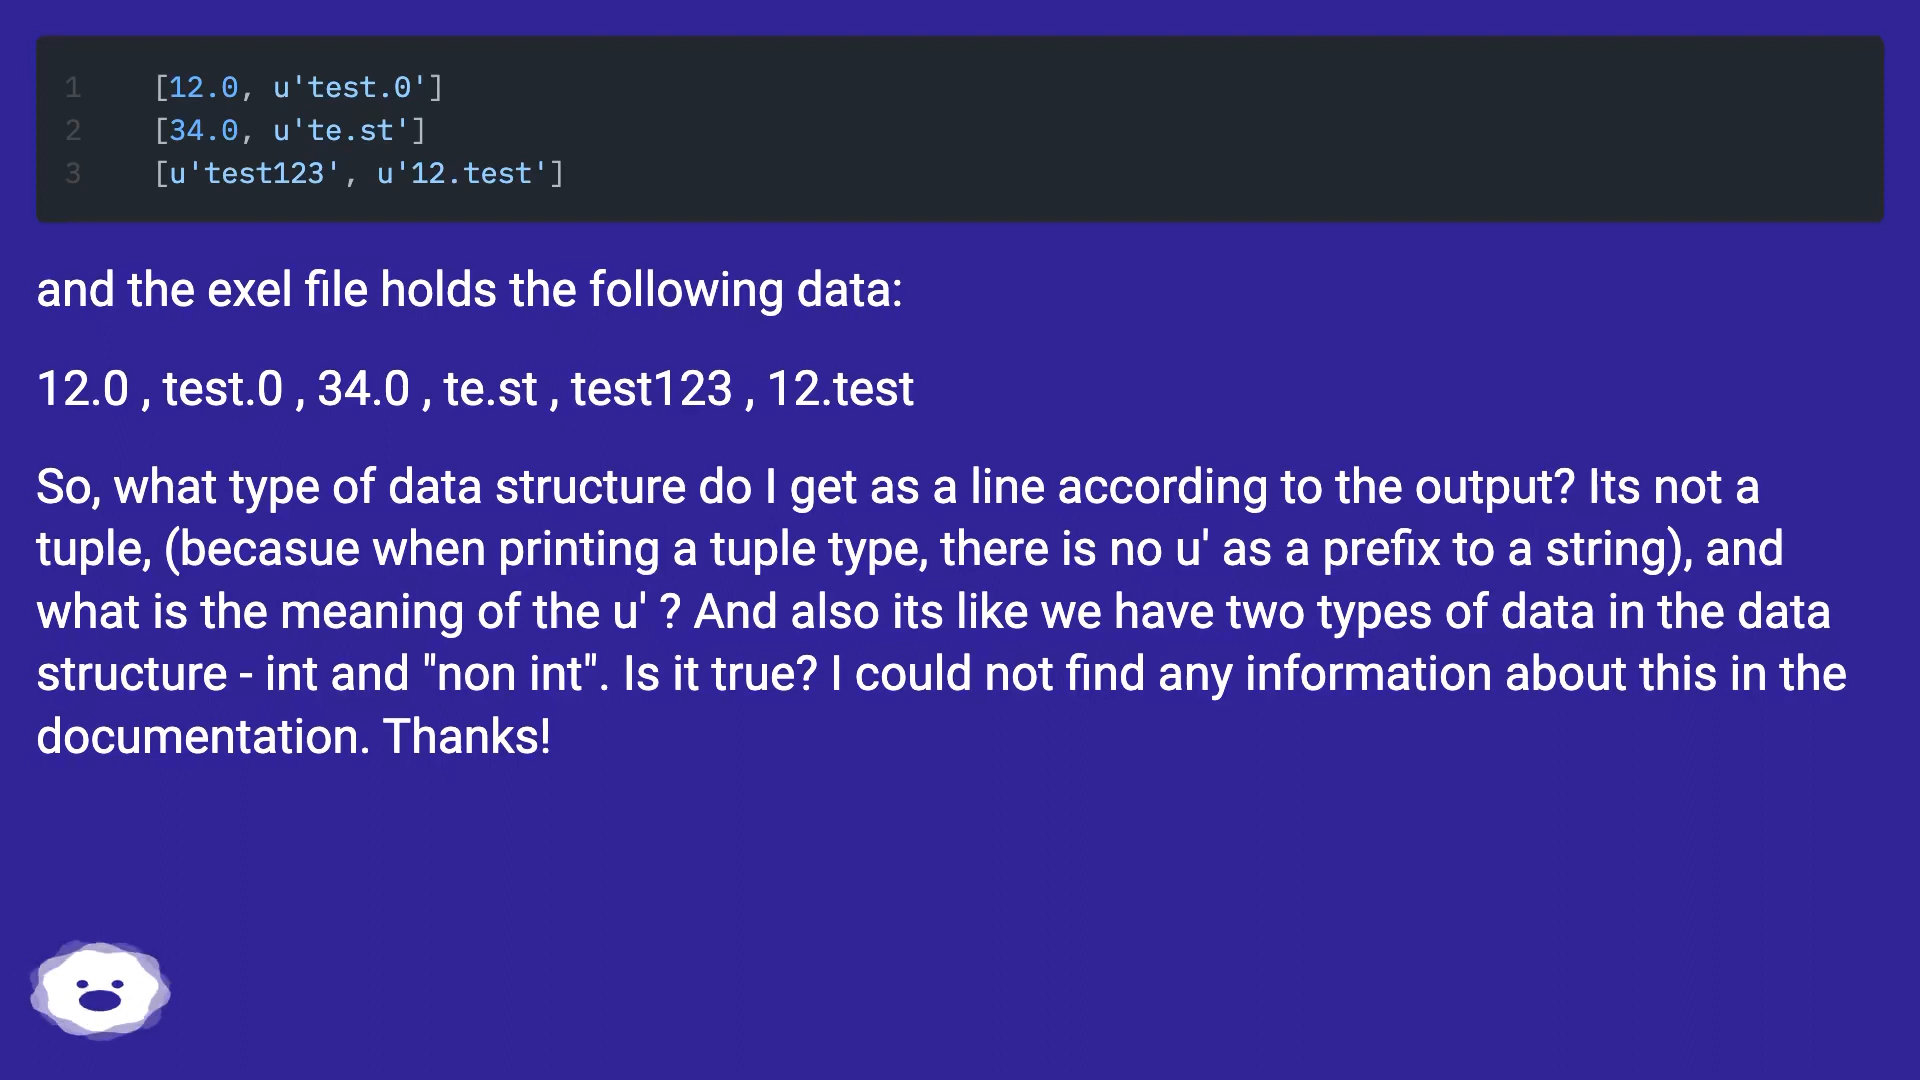 1 [12.0, u'test.0']
2 [34.0, u'te.st']
3 [u'test123', u'12.test']
and the exel file holds the following data:
12.0 , test.0 , 34.0 , te.st , test123 , 12.test
So, what type of data structure do I get as a line according to the output? Its not a
tuple, (becasue when printing a tuple type, there is no u' as a prefix to a string), and
what is the meaning of the u' ? And also its like we have two types of data in the data
structure - int and "non int". Is it true? I could not find any information about this in the
documentation. Thanks!